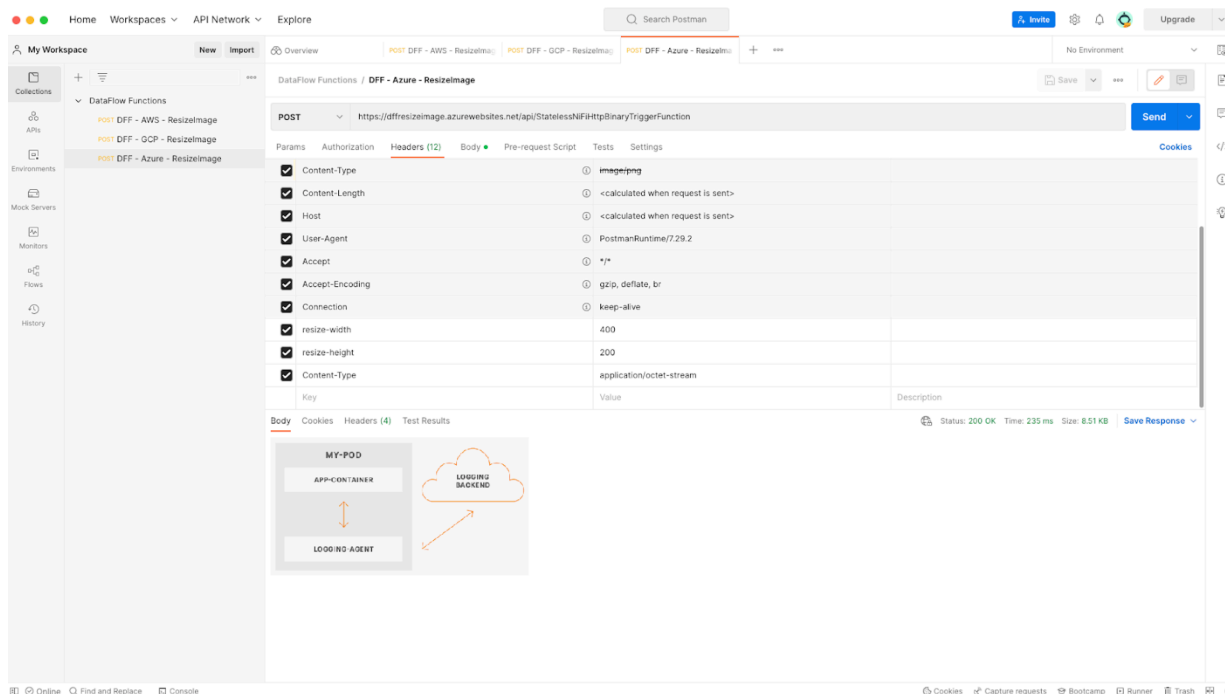 Home Workspaces API Network Explore Search Postman Invite Upgrade
My Workspace New Import Overview POST DFF - AWS - ResizeImag POST DFF - GCP - ResizeImag POST DFF - Azure - ResizeIma No Environment
Collections
APIs
Environments
Mock Servers
Monitors
Flows
History
DataFlow Functions
POST DFF - AWS - ResizeImage
POST DFF - GCP - ResizeImage
POST DFF - Azure - ResizeImage
DataFlow Functions / DFF - Azure - ResizeImage Save
POST https://dffresizeimage.azurewebsites.net/api/StatelessNiFiHttpBinaryTriggerFunction Send
Params Authorization Headers (12) Body Pre-request Script Tests Settings Cookies
Content-Type image/png
Content-Length <calculated when request is sent>
Host <calculated when request is sent>
User-Agent PostmanRuntime/7.29.2
Accept */*
Accept-Encoding gzip, deflate, br
Connection keep-alive
resize-width 400
resize-height 200
Content-Type application/octet-stream
Key Value Description
Body Cookies Headers (4) Test Results Status: 200 OK Time: 235 ms Size: 8.51 KB Save Response
MY-POD
APP-CONTAINER
LOGGING-AGENT
LOGGING
BACKEND
Online Find and Replace Console Cookies Capture requests Bootcamp Runner Trash